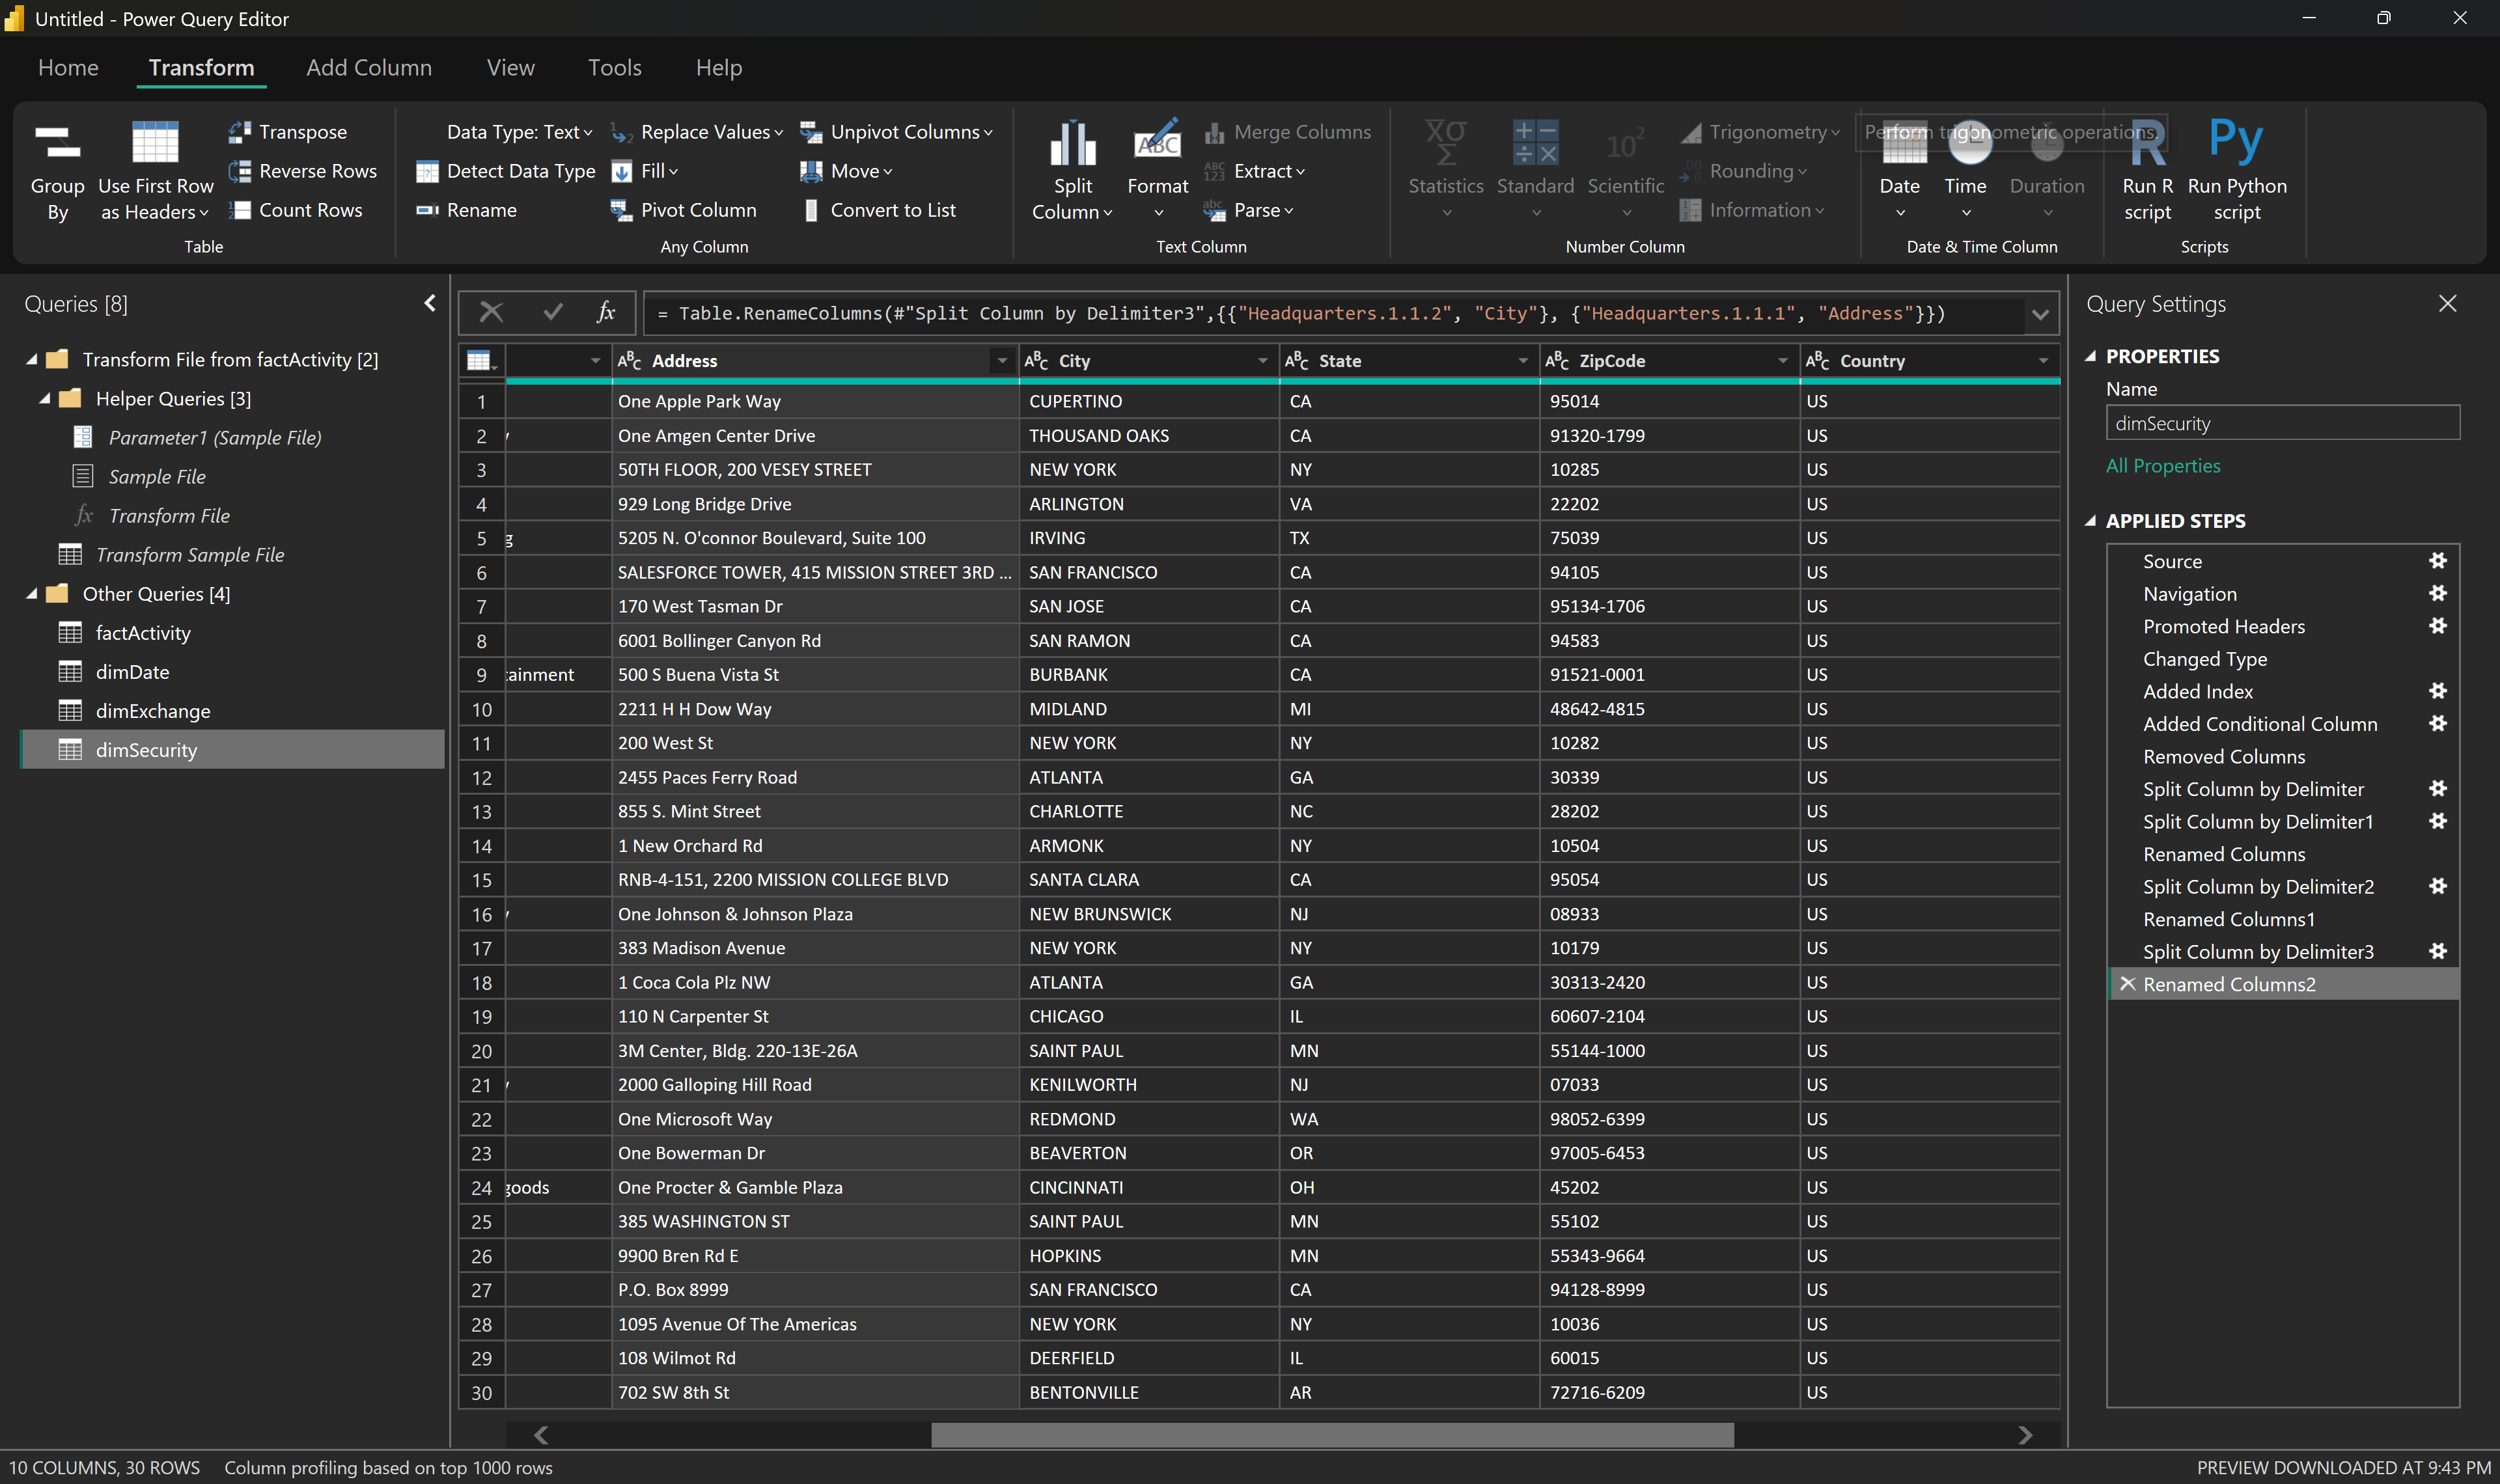 Untitled - Power Query Editor
Home Transform Add Column View Tools Help
Group By
Use First Row as Headers
Transpose
Reverse Rows
Count Rows
Table
Data Type: Text
Detect Data Type
Rename
Replace Values
Fill
Pivot Column
Unpivot Columns
Move
Convert to List
Any Column
Split Column
ABC
Format
Merge Columns
ABC 123 Extract
abc Parse
Text Column
Statistics
Standard
10² Scientific
Trigonometry
Rounding
Information
Number Column
Perform trigonometric operations.
Date
Time
Duration
Date & Time Column
R
Run R script
Py
Run Python script
Scripts
Queries [8]
Transform File from factActivity [2]
Helper Queries [3]
Parameter1 (Sample File)
Sample File
fx Transform File
Transform Sample File
Other Queries [4]
factActivity
dimDate
dimExchange
dimSecurity
fx = Table.RenameColumns(#"Split Column by Delimiter3",{{"Headquarters.1.1.2", "City"}, {"Headquarters.1.1.1", "Address"}})
ABC Address ABC City ABC State ABC ZipCode ABC Country
1 One Apple Park Way CUPERTINO CA 95014 US
2 One Amgen Center Drive THOUSAND OAKS CA 91320-1799 US
3 50TH FLOOR, 200 VESEY STREET NEW YORK NY 10285 US
4 929 Long Bridge Drive ARLINGTON VA 22202 US
5 g 5205 N. O'connor Boulevard, Suite 100 IRVING TX 75039 US
6 SALESFORCE TOWER, 415 MISSION STREET 3RD ... SAN FRANCISCO CA 94105 US
7 170 West Tasman Dr SAN JOSE CA 95134-1706 US
8 6001 Bollinger Canyon Rd SAN RAMON CA 94583 US
9 tainment 500 S Buena Vista St BURBANK CA 91521-0001 US
10 2211 H H Dow Way MIDLAND MI 48642-4815 US
11 200 West St NEW YORK NY 10282 US
12 2455 Paces Ferry Road ATLANTA GA 30339 US
13 855 S. Mint Street CHARLOTTE NC 28202 US
14 1 New Orchard Rd ARMONK NY 10504 US
15 RNB-4-151, 2200 MISSION COLLEGE BLVD SANTA CLARA CA 95054 US
16 One Johnson & Johnson Plaza NEW BRUNSWICK NJ 08933 US
17 383 Madison Avenue NEW YORK NY 10179 US
18 1 Coca Cola Plz NW ATLANTA GA 30313-2420 US
19 110 N Carpenter St CHICAGO IL 60607-2104 US
20 3M Center, Bldg. 220-13E-26A SAINT PAUL MN 55144-1000 US
21 2000 Galloping Hill Road KENILWORTH NJ 07033 US
22 One Microsoft Way REDMOND WA 98052-6399 US
23 One Bowerman Dr BEAVERTON OR 97005-6453 US
24 goods One Procter & Gamble Plaza CINCINNATI OH 45202 US
25 385 WASHINGTON ST SAINT PAUL MN 55102 US
26 9900 Bren Rd E HOPKINS MN 55343-9664 US
27 P.O. Box 8999 SAN FRANCISCO CA 94128-8999 US
28 1095 Avenue Of The Americas NEW YORK NY 10036 US
29 108 Wilmot Rd DEERFIELD IL 60015 US
30 702 SW 8th St BENTONVILLE AR 72716-6209 US
Query Settings
PROPERTIES
Name
dimSecurity
All Properties
APPLIED STEPS
Source
Navigation
Promoted Headers
Changed Type
Added Index
Added Conditional Column
Removed Columns
Split Column by Delimiter
Split Column by Delimiter1
Renamed Columns
Split Column by Delimiter2
Renamed Columns1
Split Column by Delimiter3
Renamed Columns2
10 COLUMNS, 30 ROWS Column profiling based on top 1000 rows PREVIEW DOWNLOADED AT 9:43 PM